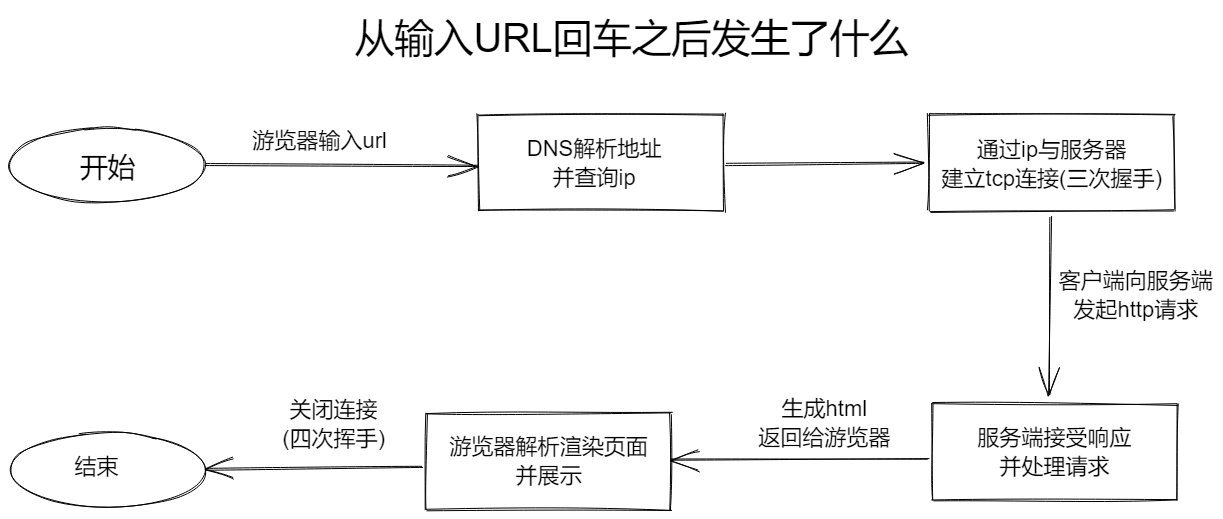 从输入URL回车之后发生了什么
开始
游览器输入url
DNS解析地址
并查询ip
通过ip与服务器
建立tcp连接(三次握手)
客户端向服务端
发起http请求
服务端接受响应
并处理请求
生成html
返回给游览器
游览器解析渲染页面
并展示
关闭连接
(四次挥手)
结束